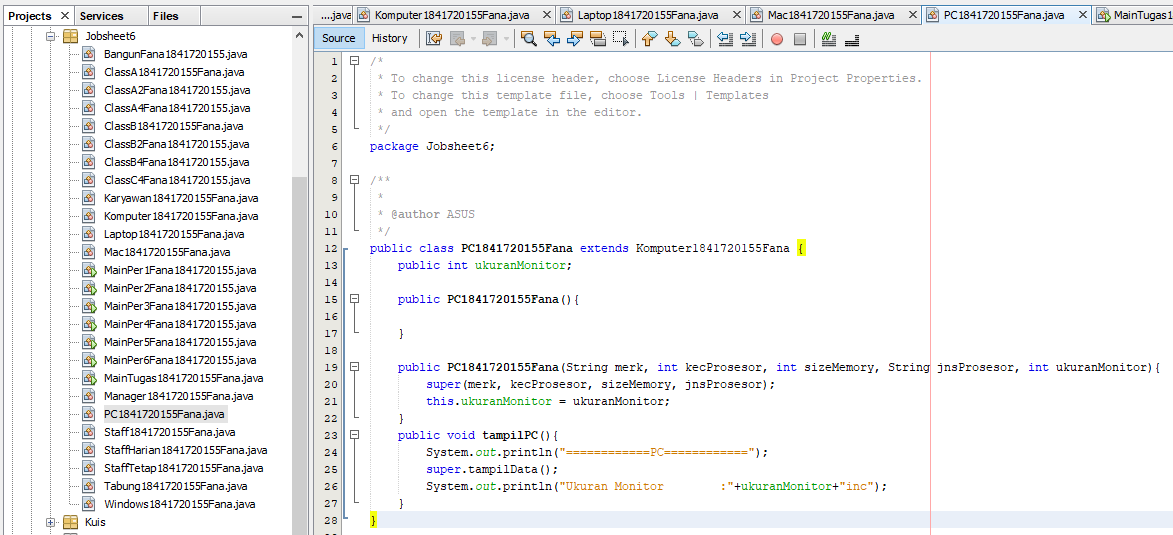 Projects
Services
Files
Jobsheet6
BangunFana1841720155.java
ClassA1841720155Fana.java
ClassA2Fana1841720155.java
ClassA4Fana1841720155.java
ClassB1841720155Fana.java
ClassB2Fana1841720155.java
ClassB4Fana1841720155.java
ClassC4Fana1841720155.java
Karyawan1841720155Fana.java
Komputer1841720155Fana.java
Laptop1841720155Fana.java
Mac1841720155Fana.java
MainPer1Fana1841720155.java
MainPer2Fana1841720155.java
MainPer3Fana1841720155.java
MainPer4Fana1841720155.java
MainPer5Fana1841720155.java
MainPer6Fana1841720155.java
MainTugas1841720155Fana.java
Manager1841720155Fana.java
PC1841720155Fana.java
Staff1841720155Fana.java
StaffHarian1841720155Fana.java
StaffTetap1841720155Fana.java
Tabung1841720155Fana.java
Windows1841720155Fana.java
Kuis
....java
Komputer1841720155Fana.java
Laptop1841720155Fana.java
Mac1841720155Fana.java
PC1841720155Fana.java
MainTugas1
Source
History
1 /*
2 * To change this license header, choose License Headers in Project Properties.
3 * To change this template file, choose Tools | Templates
4 * and open the template in the editor.
5 */
6 package Jobsheet6;
7
8 /**
9 *
10 * @author ASUS
11 */
12 public class PC1841720155Fana extends Komputer1841720155Fana {
13 public int ukuranMonitor;
14
15 public PC1841720155Fana(){
16
17 }
18
19 public PC1841720155Fana(String merk, int kecProsesor, int sizeMemory, String jnsProsesor, int ukuranMonitor){
20 super(merk, kecProsesor, sizeMemory, jnsProsesor);
21 this.ukuranMonitor = ukuranMonitor;
22 }
23 public void tampilPC(){
24 System.out.println("============PC============");
25 super.tampilData();
26 System.out.println("Ukuran Monitor        :"+ukuranMonitor+"inc");
27 }
28 }